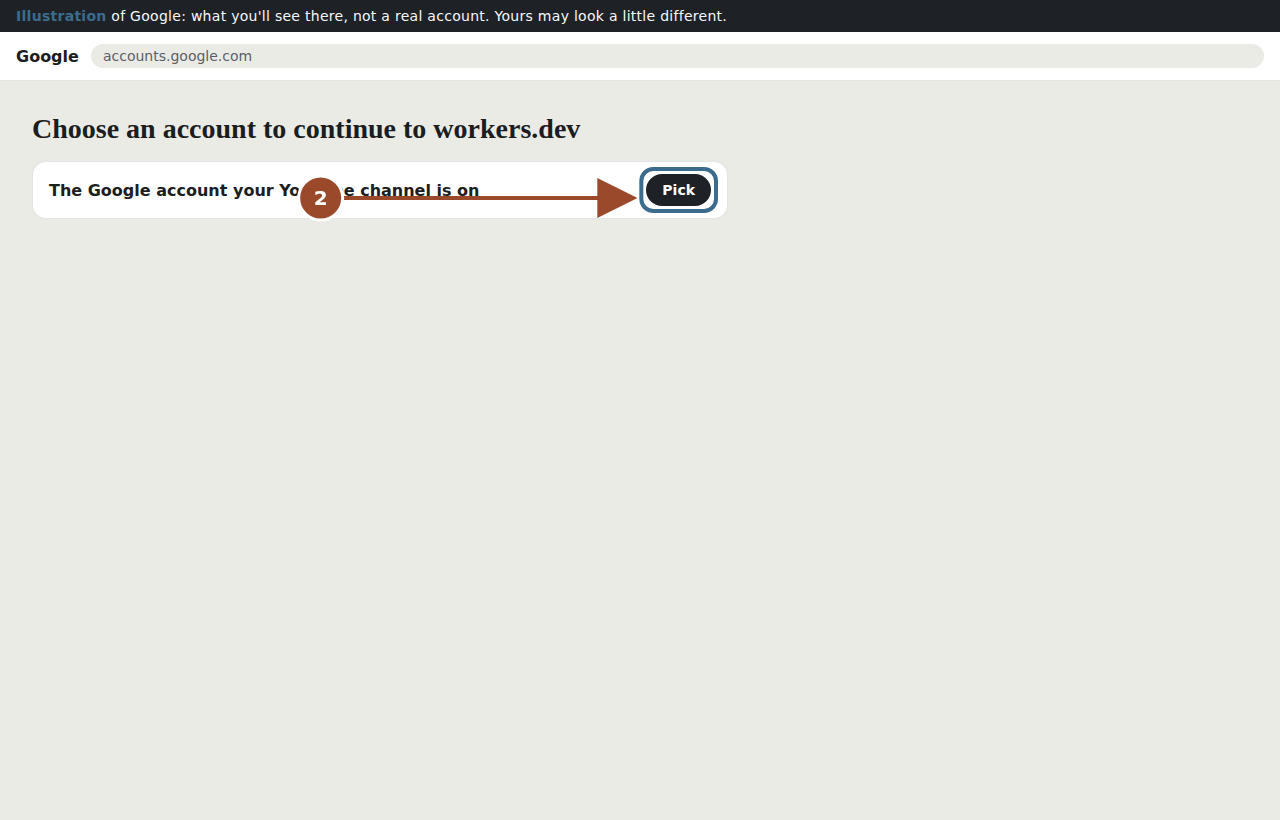 Illustration of Google: what you'll see there, not a real account. Yours may look a little different.
Google accounts.google.com
Choose an account to continue to workers.dev
The Google account your channel is on
2
Pick